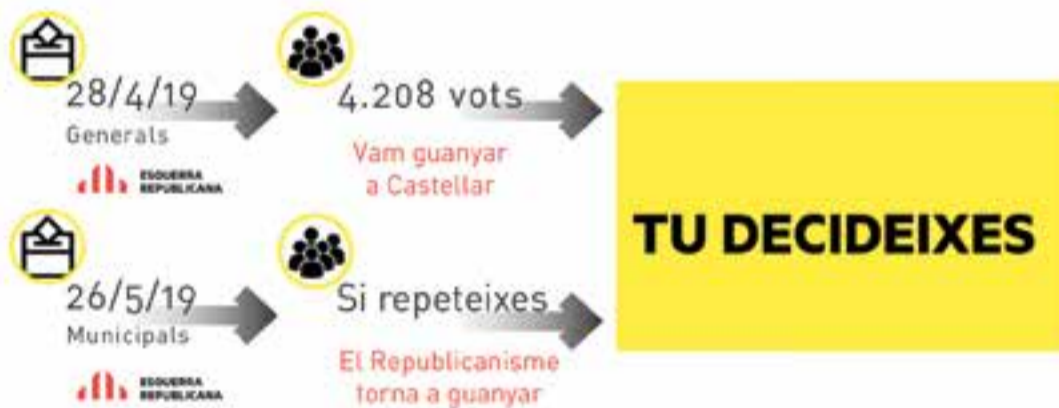 28/4/19
Generals
ESQUERRA
REPUBLICANA
4.208 vots
Vam guanyar
a Castellar
26/5/19
Municipals
ESQUERRA
REPUBLICANA
Si repeteixes
El Republicanisme
torna a guanyar
TU DECIDEIXES